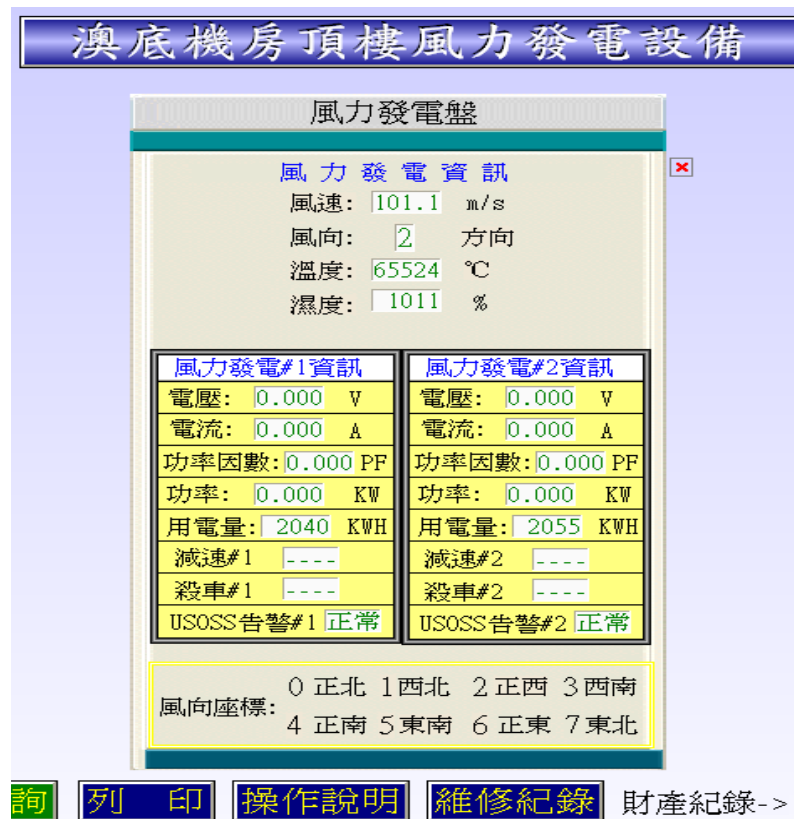 澳底機房頂樓風力發電設備
風力發電盤
風力發電資訊
風速: 101.1 m/s
風向: 2 方向
溫度: 65524 ℃
濕度: 1011 %
風力發電#1資訊
電壓: 0.000 V
電流: 0.000 A
功率因數: 0.000 PF
功率: 0.000 KW
用電量: 2040 KWH
減速#1 ----
殺車#1 ----
USOSS告警#1 正常
風力發電#2資訊
電壓: 0.000 V
電流: 0.000 A
功率因數: 0.000 PF
功率: 0.000 KW
用電量: 2055 KWH
減速#2 ----
殺車#2 ----
USOSS告警#2 正常
風向座標:
0 正北 1 西北 2 正西 3 西南
4 正南 5 東南 6 正東 7 東北
詢 列 印 操作說明 維修紀錄 財產紀錄->